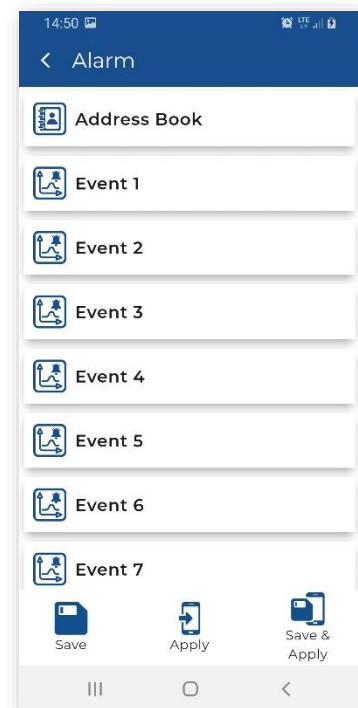 14:50
LTE
Alarm
Address Book
Event 1
Event 2
Event 3
Event 4
Event 5
Event 6
Event 7
Save
Apply
Save &
Apply